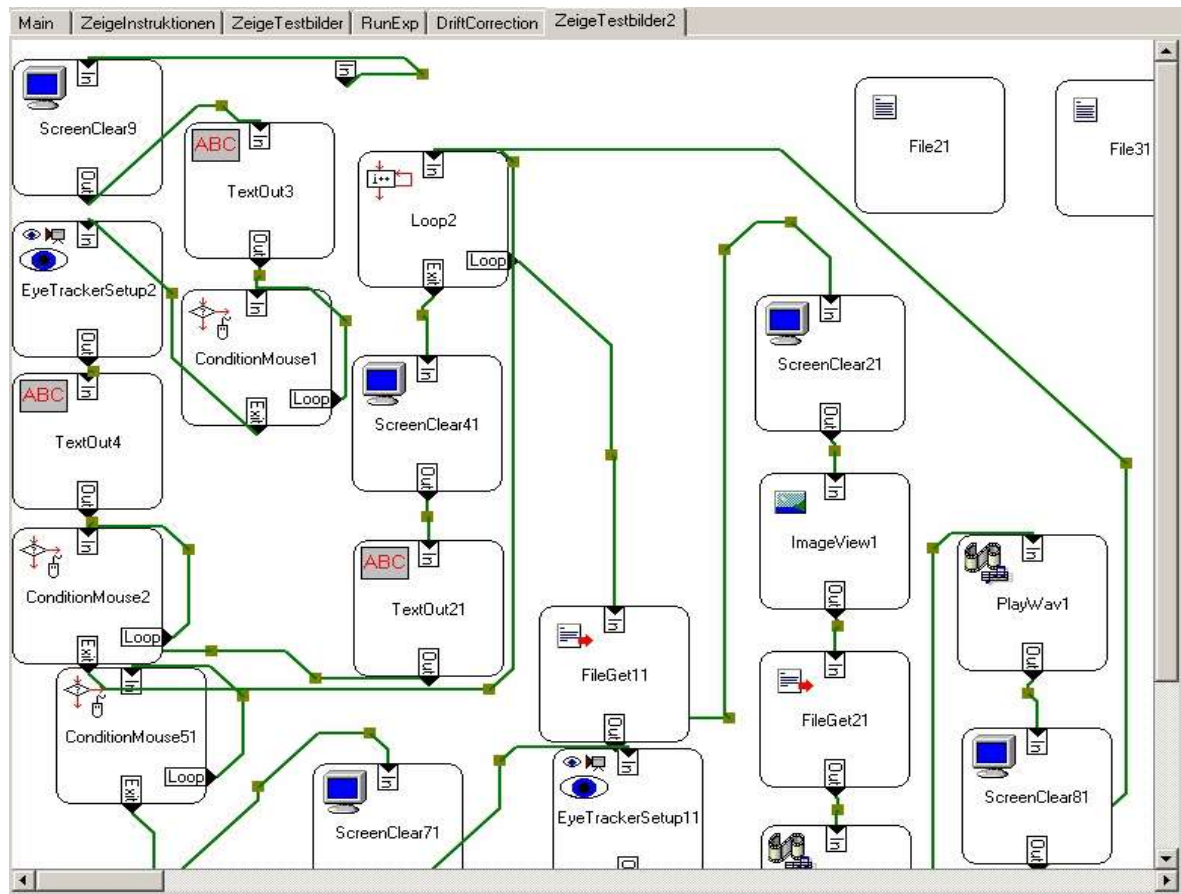 Main
ZeigeInstruktionen
ZeigeTestbilder
RunExp
DriftCorrection
ZeigeTestbilder2
In
ScreenClear9
Out
In
EyeTrackerSetup2
Out
In
ABC
TextOut4
Out
In
ConditionMouse2
Loop
Exit
In
ConditionMouse51
Loop
Exit
In
In
ABC
TextOut3
Out
In
ConditionMouse1
Loop
Exit
In
i++
Loop2
Loop
Exit
In
ScreenClear41
Out
In
ABC
TextOut21
Out
In
ScreenClear71
In
FileGet11
Out
In
EyeTrackerSetup11
Out
File21
File31
In
ScreenClear21
Out
In
ImageView1
Out
In
FileGet21
Out
In
In
PlayWav1
Out
In
ScreenClear81
Out